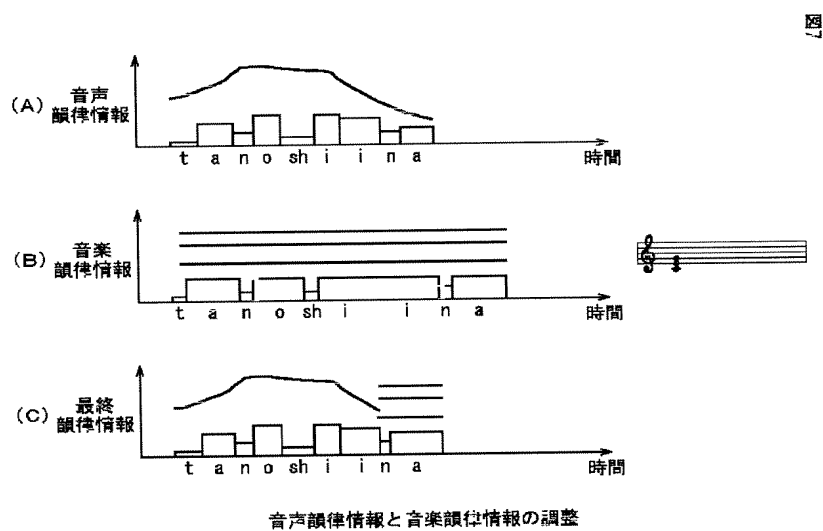 図7
(A) 音声
韻律情報
t a n o sh i i n a
時間
(B) 音楽
韻律情報
t a n o sh i i n a
時間
(C) 最終
韻律情報
t a n o sh i i n a
時間
音声韻律情報と音楽韻律情報の調整